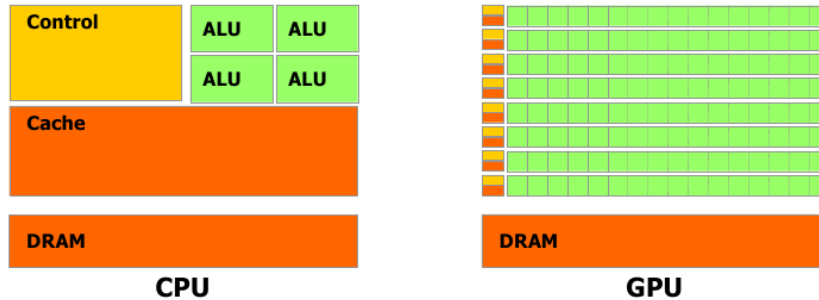 Control
ALU ALU
ALU ALU
Cache
DRAM
CPU
DRAM
GPU